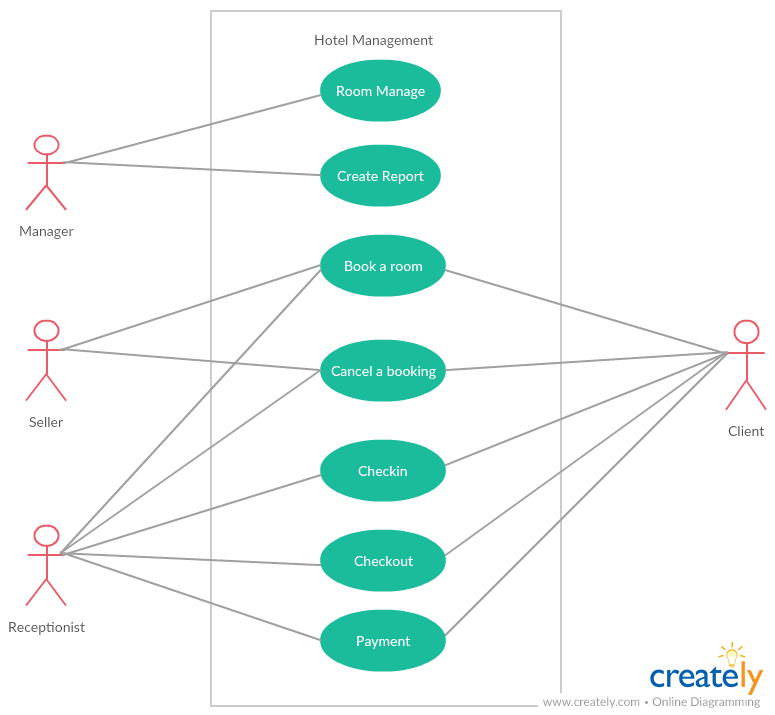 Hotel Management
Room Manage
Create Report
Manager
Book a room
Seller
Cancel a booking
Client
Checkin
Receptionist
Checkout
Payment
creately
www.creately.com • Online Diagramming